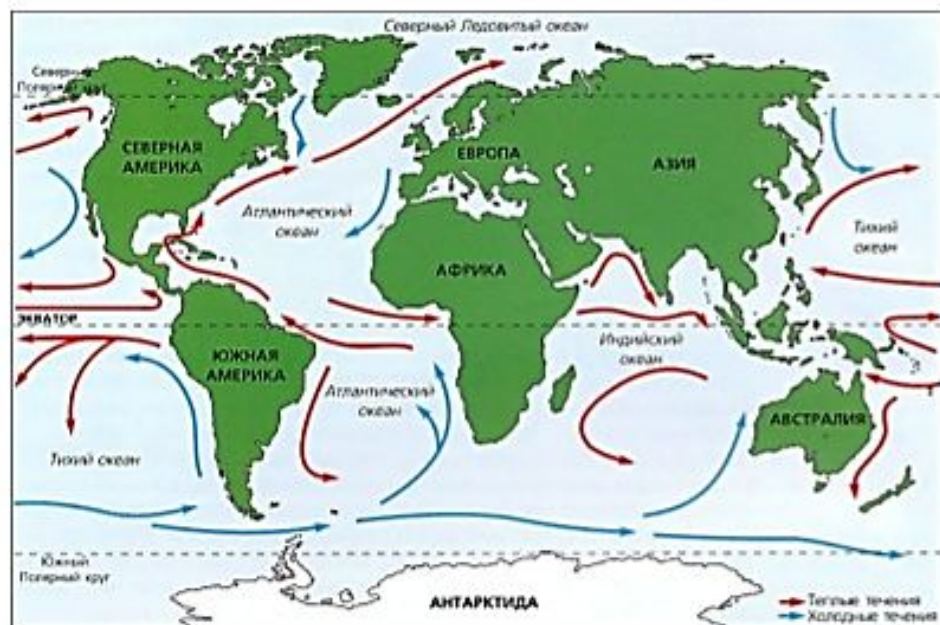 Северный Ледовитый океан
Северный
Полярный круг
СЕВЕРНАЯ
АМЕРИКА
ЕВРОПА
АЗИЯ
Атлантический
океан
Тихий
океан
АФРИКА
ЭКВАТОР
Индийский
океан
ЮЖНАЯ
АМЕРИКА
Атлантический
океан
АВСТРАЛИЯ
Тихий океан
Южный
Полярный круг
АНТАРКТИДА
Теплые течения
Холодные течения